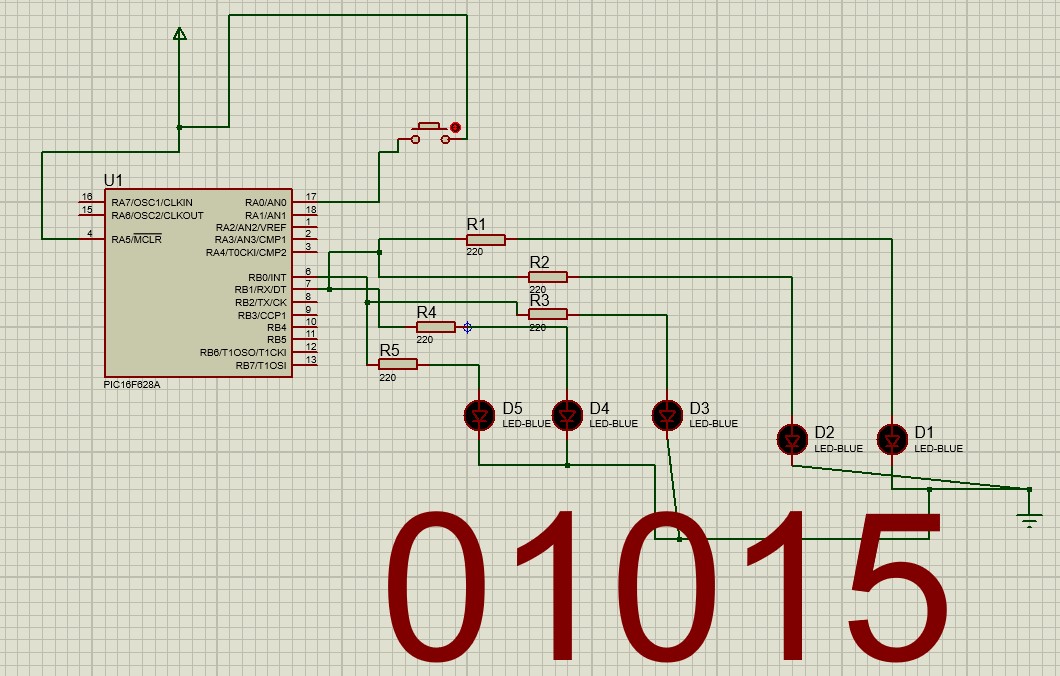 U1
16 RA7/OSC1/CLKIN RA0/AN0 17
15 RA6/OSC2/CLKOUT RA1/AN1 18
RA2/AN2/VREF 1
4 RA5/MCLR RA3/AN3/CMP1 2
RA4/T0CKI/CMP2 3
RB0/INT 6
RB1/RX/DT 7
RB2/TX/CK 8
RB3/CCP1 9
RB4 10
RB5 11
RB6/T1OSO/T1CKI 12
RB7/T1OSI 13
PIC16F628A
R1
220
R2
220
R3
220
R4
220
R5
220
D5
LED-BLUE
D4
LED-BLUE
D3
LED-BLUE
D2
LED-BLUE
D1
LED-BLUE
01015